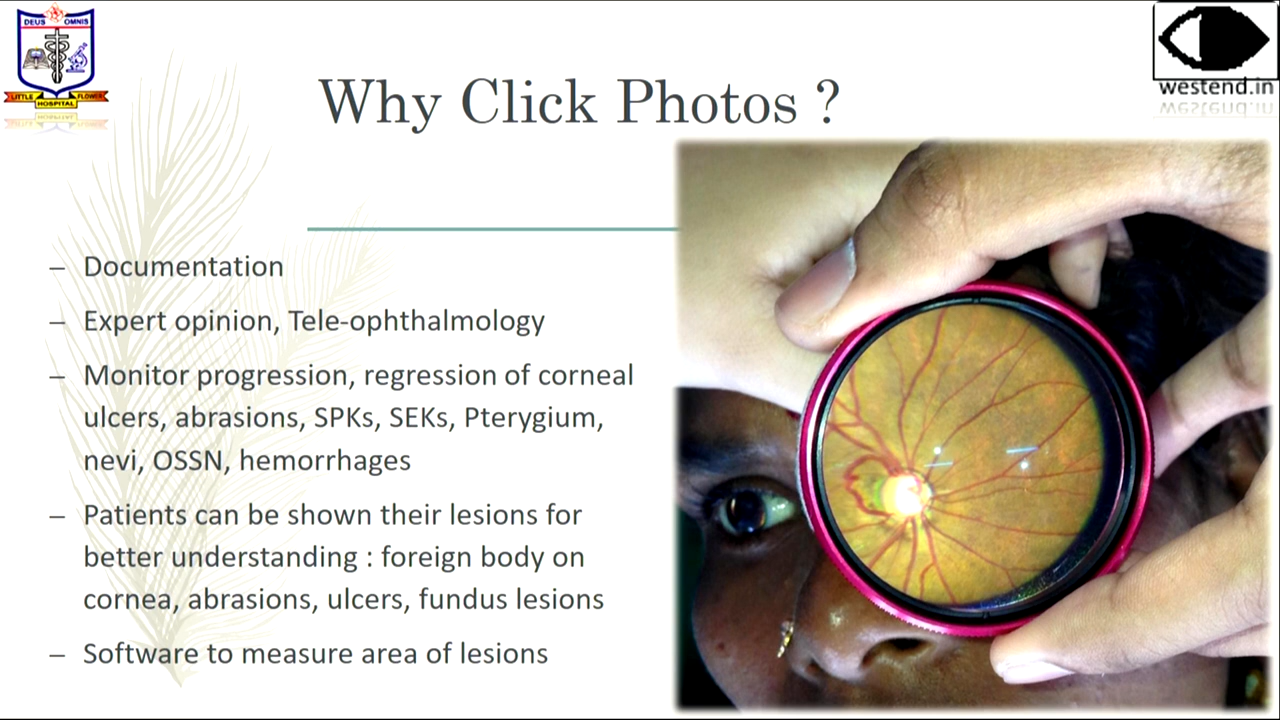 DEUS OMNIS
LITTLE FLOWER
HOSPITAL
westend.in
Why Click Photos ?
– Documentation
– Expert opinion, Tele-ophthalmology
– Monitor progression, regression of corneal
ulcers, abrasions, SPKs, SEKs, Pterygium,
nevi, OSSN, hemorrhages
– Patients can be shown their lesions for
better understanding : foreign body on
cornea, abrasions, ulcers, fundus lesions
– Software to measure area of lesions